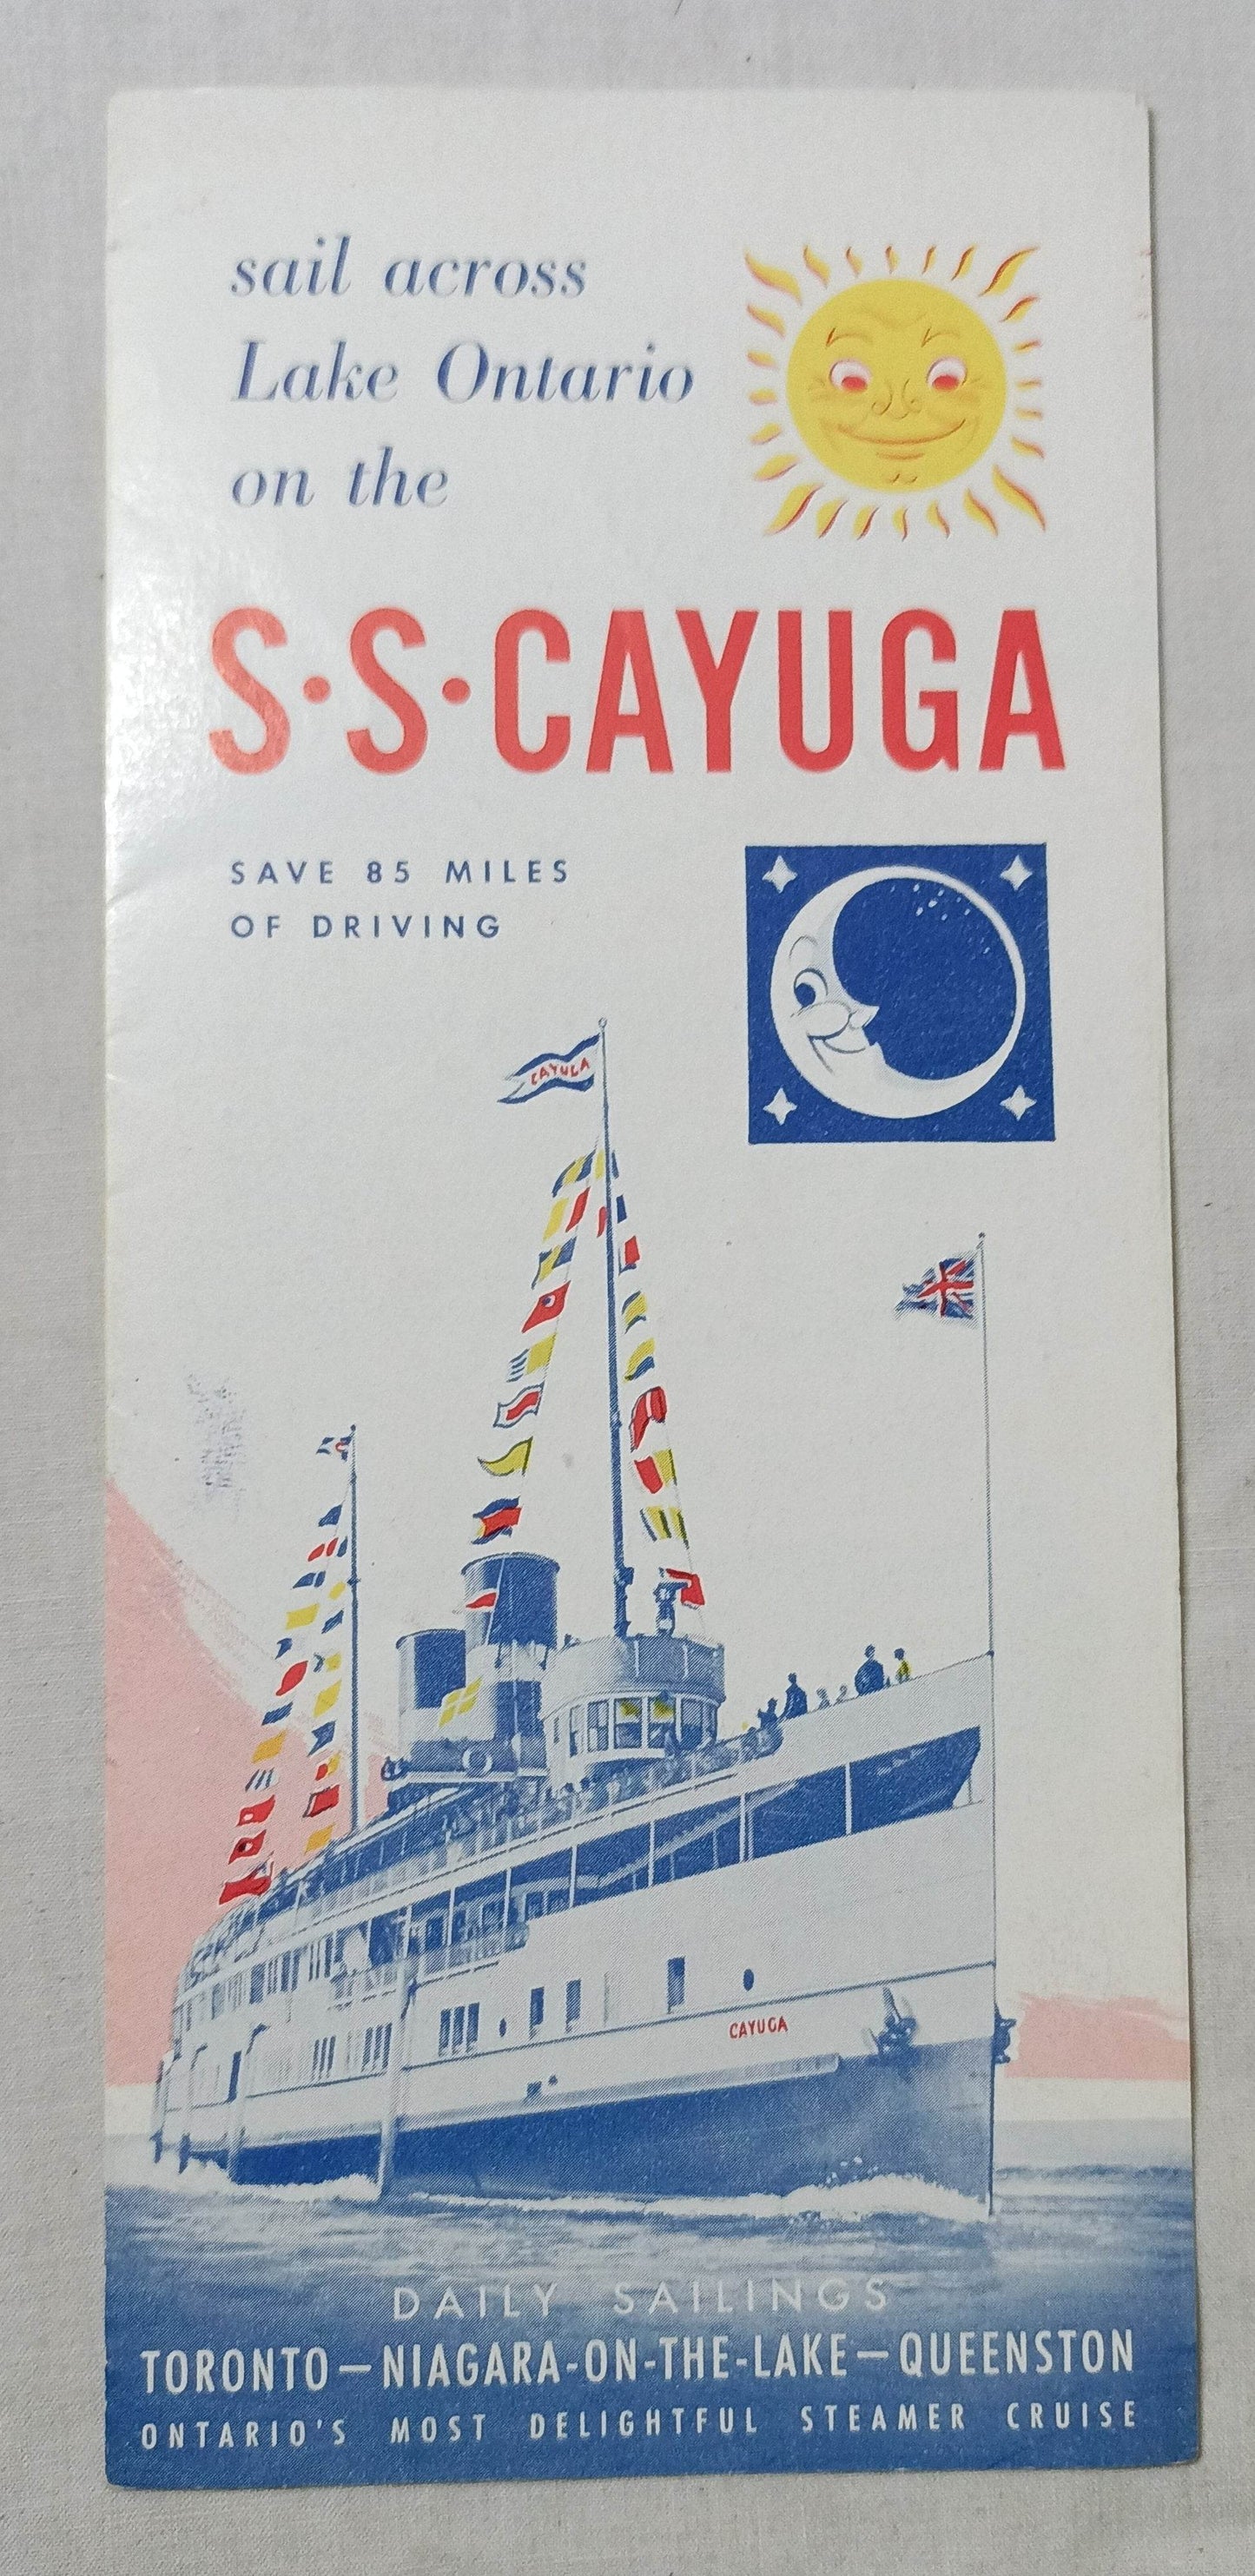 sail across
Lake Ontario
on the
S·S·CAYUGA
SAVE 85 MILES
OF DRIVING
CAYUGA
CAYUGA
DAILY SAILINGS
TORONTO—NIAGARA-ON-THE-LAKE—QUEENSTON
ONTARIO'S MOST DELIGHTFUL STEAMER CRUISE